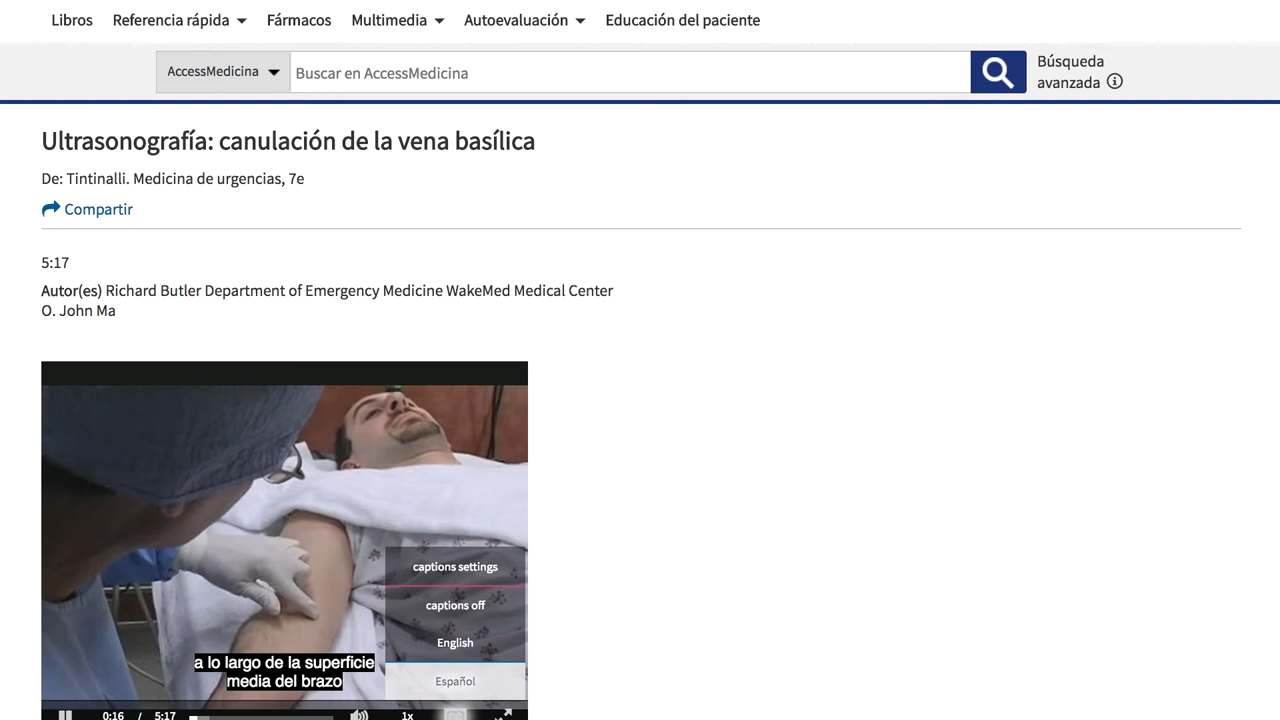 Libros Referencia rápida Fármacos Multimedia Autoevaluación Educación del paciente
AccessMedicina Buscar en AccessMedicina Búsqueda avanzada
Ultrasonografía: canulación de la vena basílica
De: Tintinalli. Medicina de urgencias, 7e
Compartir
5:17
Autor(es) Richard Butler Department of Emergency Medicine WakeMed Medical Center
O. John Ma
captions settings
captions off
English
Español
a lo largo de la superficie
media del brazo
0:16 / 5:17 1x